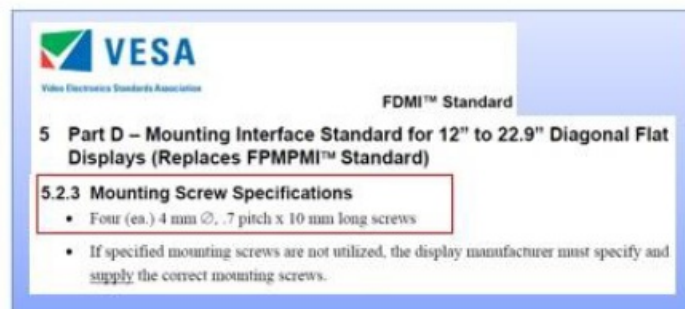 VESA
Video Electronics Standards Association
FDMI™ Standard
5 Part D – Mounting Interface Standard for 12” to 22.9” Diagonal Flat
Displays (Replaces FPMPMI™ Standard)
5.2.3 Mounting Screw Specifications
• Four (ea.) 4 mm ∅, .7 pitch x 10 mm long screws
• If specified mounting screws are not utilized, the display manufacturer must specify and
supply the correct mounting screws.